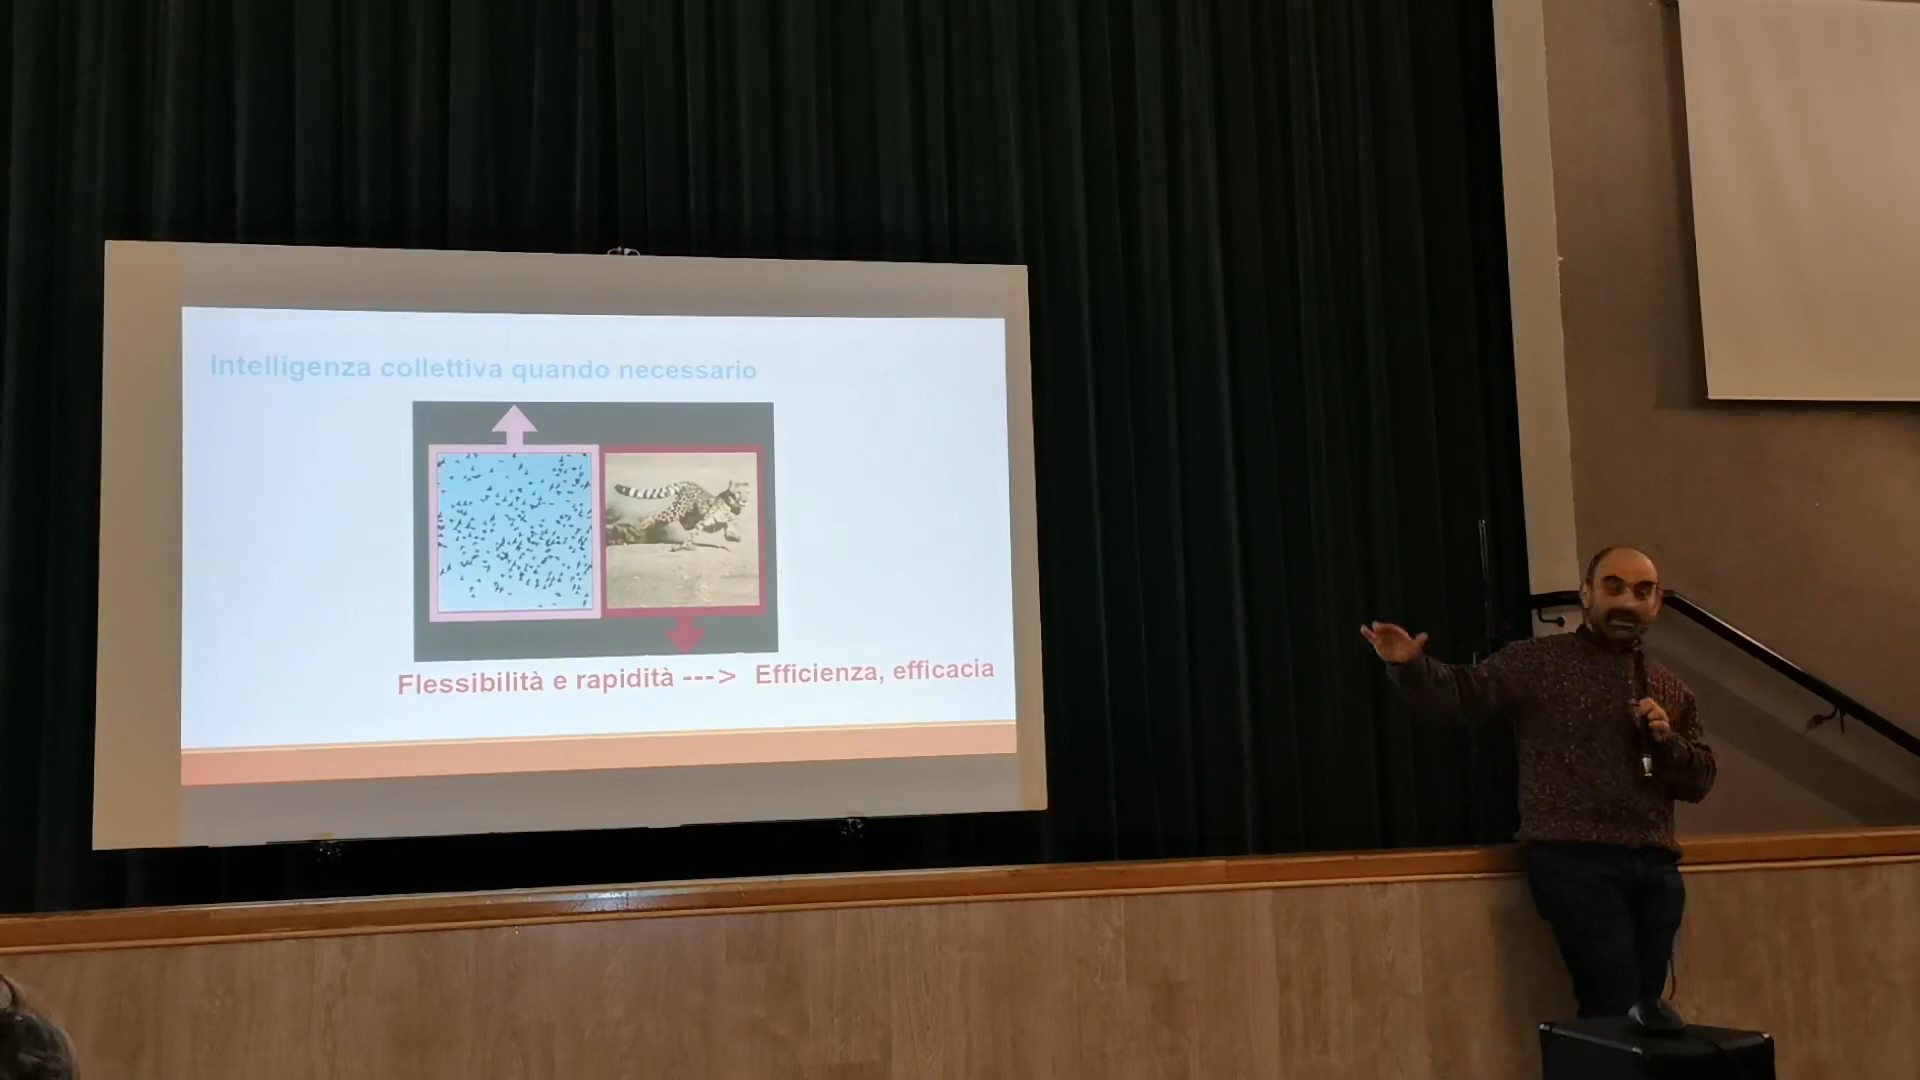 Intelligenza collettiva quando necessario
Flessibilità e rapidità ---> Efficienza, efficacia